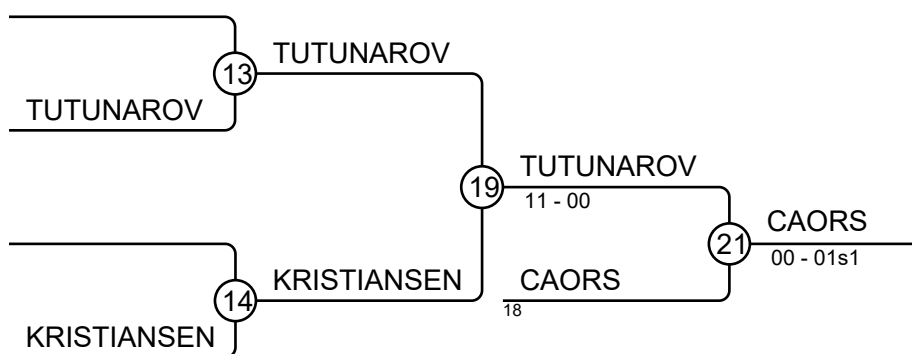 TUTUNAROV
13
TUTUNAROV
TUTUNAROV
19
11 - 00
CAORS
21
00 - 01s1
KRISTIANSEN
CAORS
14
18
KRISTIANSEN